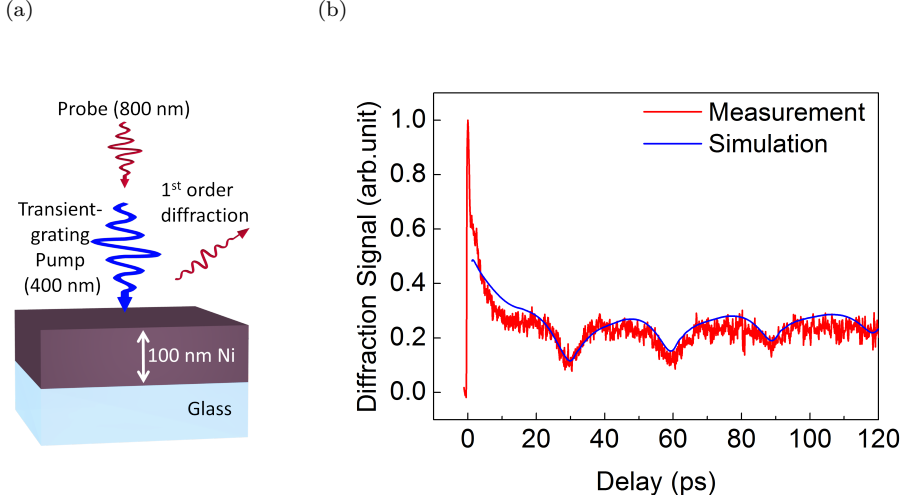 (a)
Probe (800 nm)
1st order
diffraction
Transient-
grating
Pump
(400 nm)
100 nm Ni
Glass
(b)
Diffraction Signal (arb.unit)
1.0
0.8
0.6
0.4
0.2
0.0
Measurement
Simulation
0 20 40 60 80 100 120
Delay (ps)